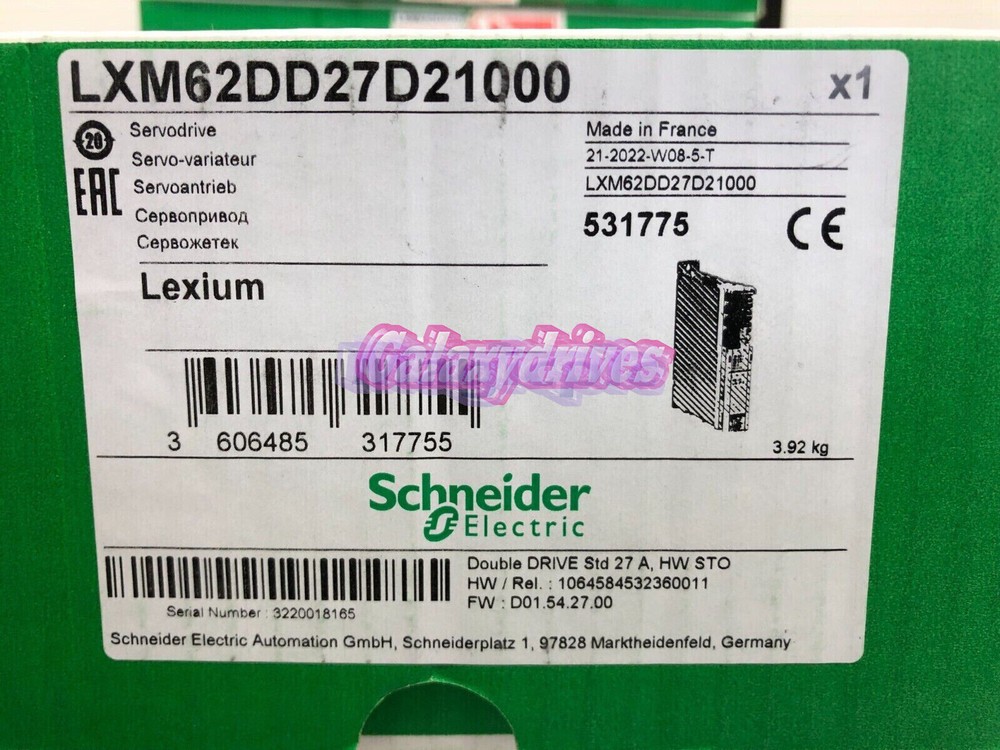 LXM62DD27D21000
x1
20
EAC
Servodrive
Servo-variateur
Servoantrieb
Сервопривод
Сервожетек
Made in France
21-2022-W08-5-T
LXM62DD27D21000
531775
CE
Lexium
Galaxydrives
3 606485 317755
3.92 kg
Schneider
Electric
Double DRIVE Std 27 A, HW STO
HW / Rel. : 1064584532360011
FW : D01.54.27.00
Serial Number : 3220018165
Schneider Electric Automation GmbH, Schneiderplatz 1, 97828 Marktheidenfeld, Germany